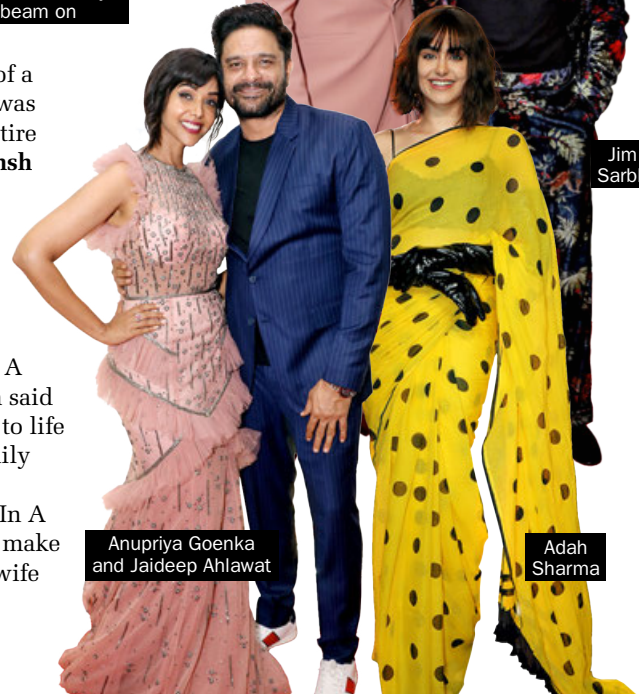 beam on
of a
was
tire
nsh
Jim
A
said
to life
ily
In A
make
wife
Anupriya Goenka
and Jaideep Ahlawat
Adah
Sharma